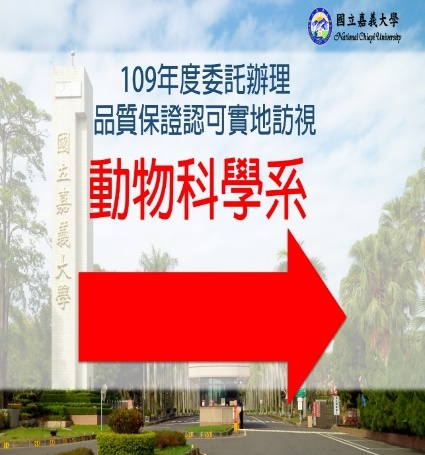 國立嘉義大學
National Chiayi University
109年度委託辦理
品質保證認可實地訪視
動物科學系
國立嘉義大學